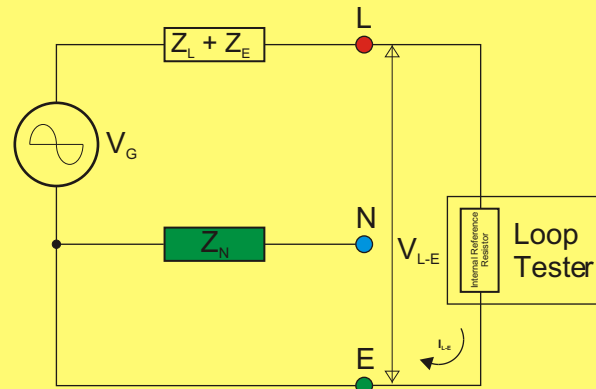 L
Z_L + Z_E
V_G
N
Z_N
V_L-E
Internal Reference
Resistor
Loop
Tester
I_L-E
E